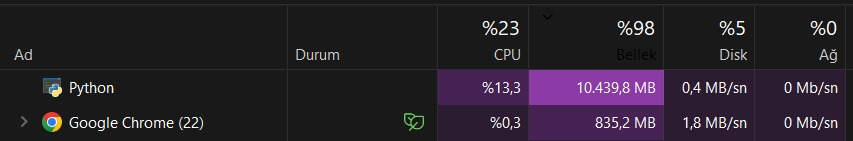 %23 %98 %5 %0
Ad Durum CPU Bellek Disk Ağ
Python %13,3 10.439,8 MB 0,4 MB/sn 0 Mb/sn
Google Chrome (22) %0,3 835,2 MB 1,8 MB/sn 0 Mb/sn